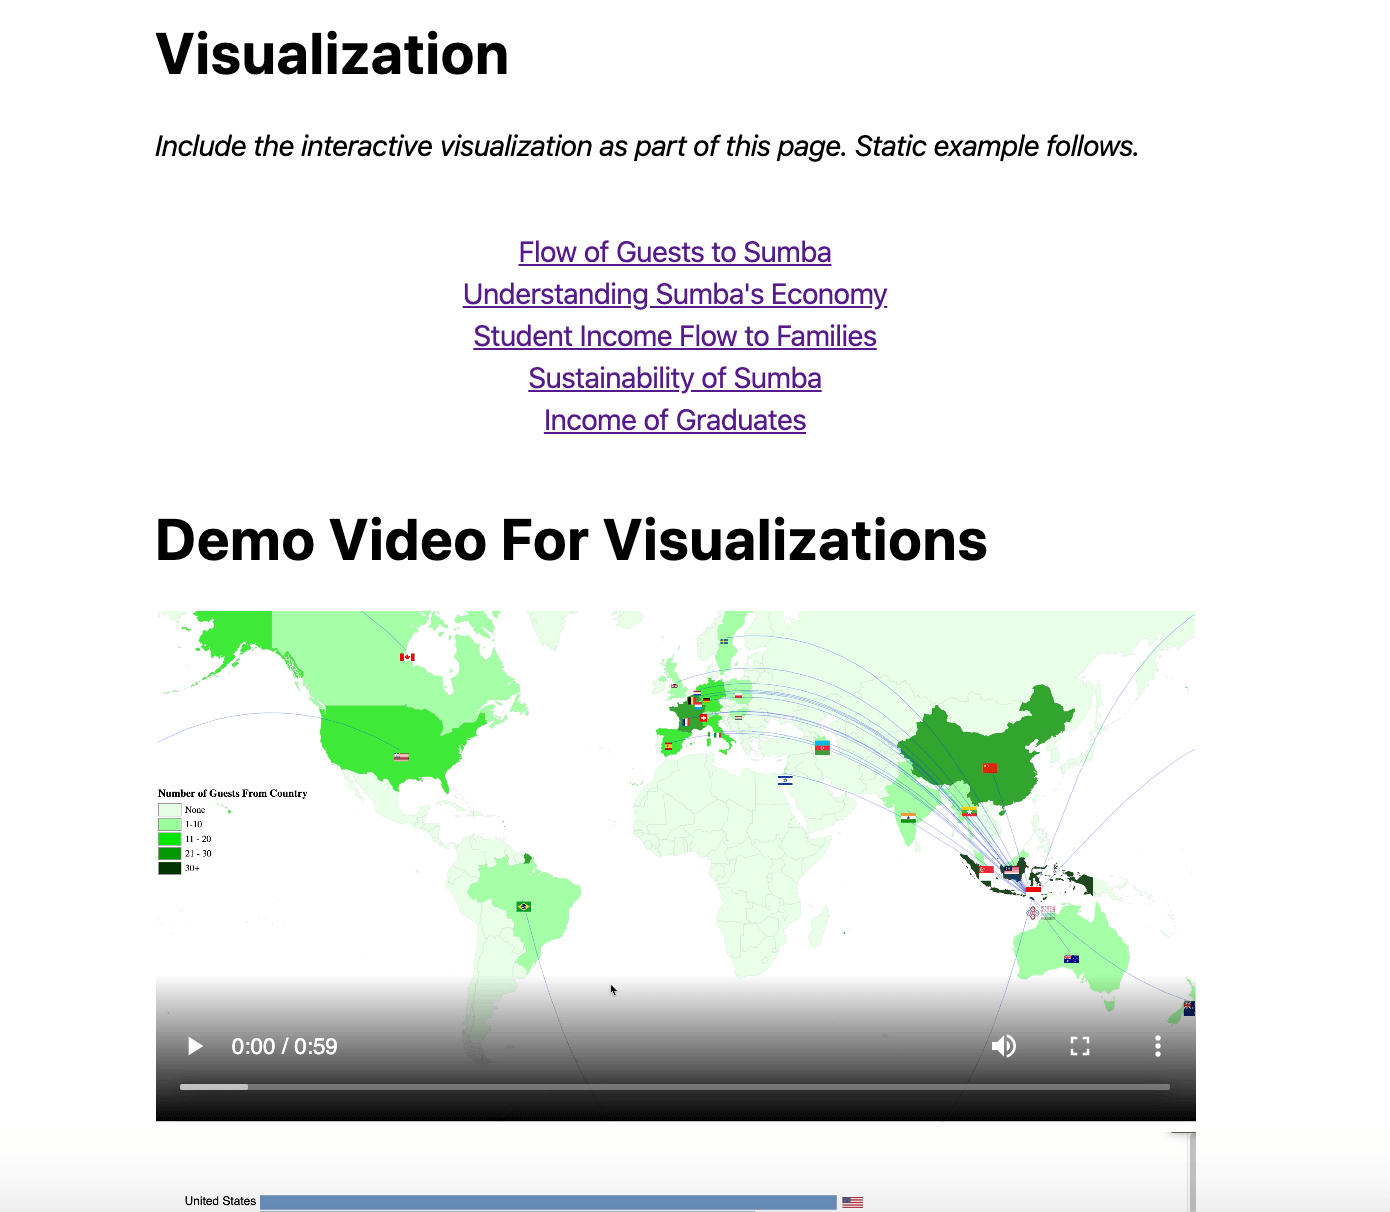 Visualization
Include the interactive visualization as part of this page. Static example follows.
Flow of Guests to Sumba
Understanding Sumba's Economy
Student Income Flow to Families
Sustainability of Sumba
Income of Graduates
Demo Video For Visualizations
Number of Guests From Country
None
1-10
11 - 20
21 - 30
30+
0:00 / 0:59
United States